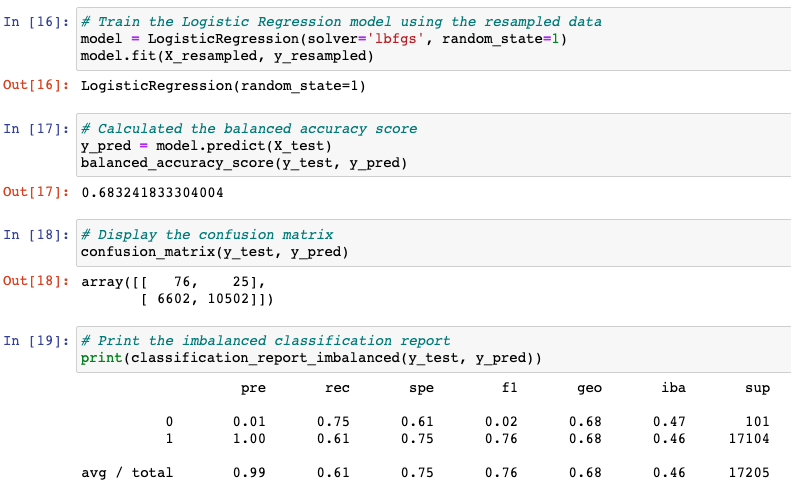 In [16]: # Train the Logistic Regression model using the resampled data
model = LogisticRegression(solver='lbfgs', random_state=1)
model.fit(X_resampled, y_resampled)
Out[16]: LogisticRegression(random_state=1)
In [17]: # Calculated the balanced accuracy score
y_pred = model.predict(X_test)
balanced_accuracy_score(y_test, y_pred)
Out[17]: 0.683241833304004
In [18]: # Display the confusion matrix
confusion_matrix(y_test, y_pred)
Out[18]: array([[   76,    25],
       [ 6602, 10502]])
In [19]: # Print the imbalanced classification report
print(classification_report_imbalanced(y_test, y_pred))
pre rec spe f1 geo iba sup
0 0.01 0.75 0.61 0.02 0.68 0.47 101
1 1.00 0.61 0.75 0.76 0.68 0.46 17104
avg / total 0.99 0.61 0.75 0.76 0.68 0.46 17205